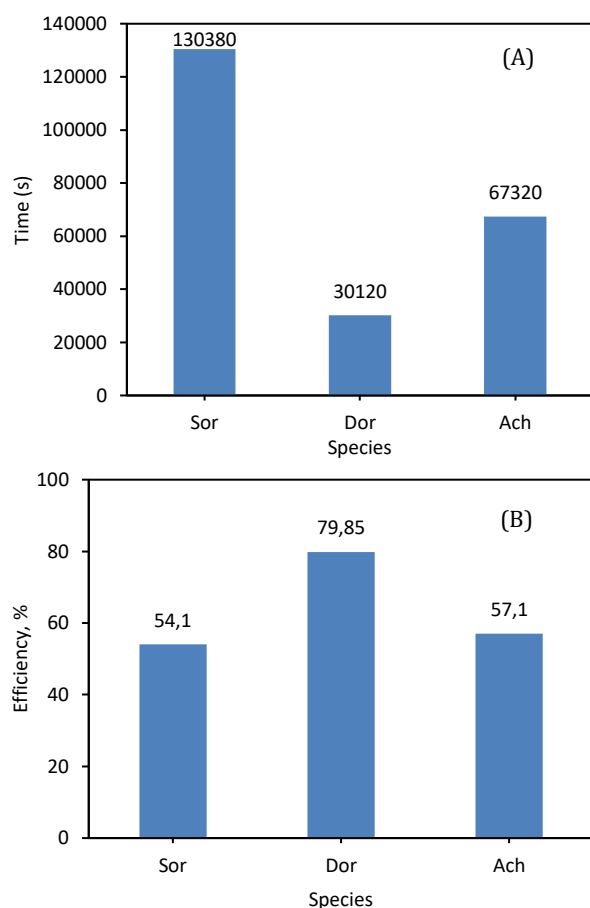 140000
130380
(A)
120000
100000
80000
67320
60000
40000
30120
20000
0
Time (s)
Sor
Dor
Ach
Species
100
(B)
79,85
80
57,1
60
54,1
40
20
0
Efficiency, %
Sor
Dor
Ach
Species